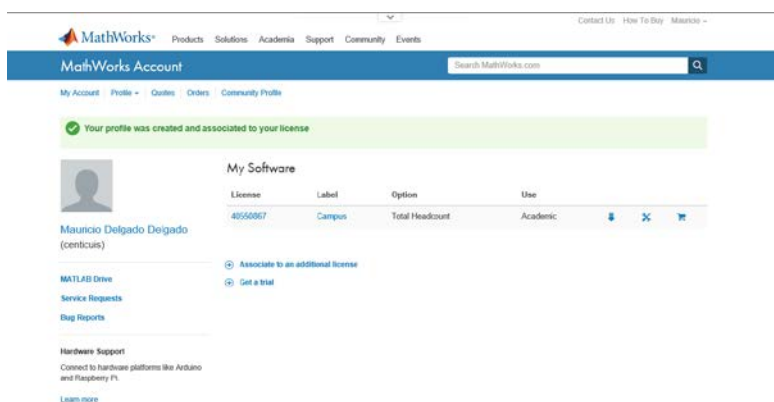 Contact Us How To Buy Mauricio
MathWorks® Products Solutions Academia Support Community Events
MathWorks Account
Search MathWorks.com
My Account Profile Quotes Orders Community Profile
Your profile was created and associated to your license
My Software
License Label Option Use
40550867 Campus Total Headcount Academic
Mauricio Delgado Delgado
(centicuis)
Associate to an additional license
Get a trial
MATLAB Drive
Service Requests
Bug Reports
Hardware Support
Connect to hardware platforms like Arduino
and Raspberry Pi.
Learn more